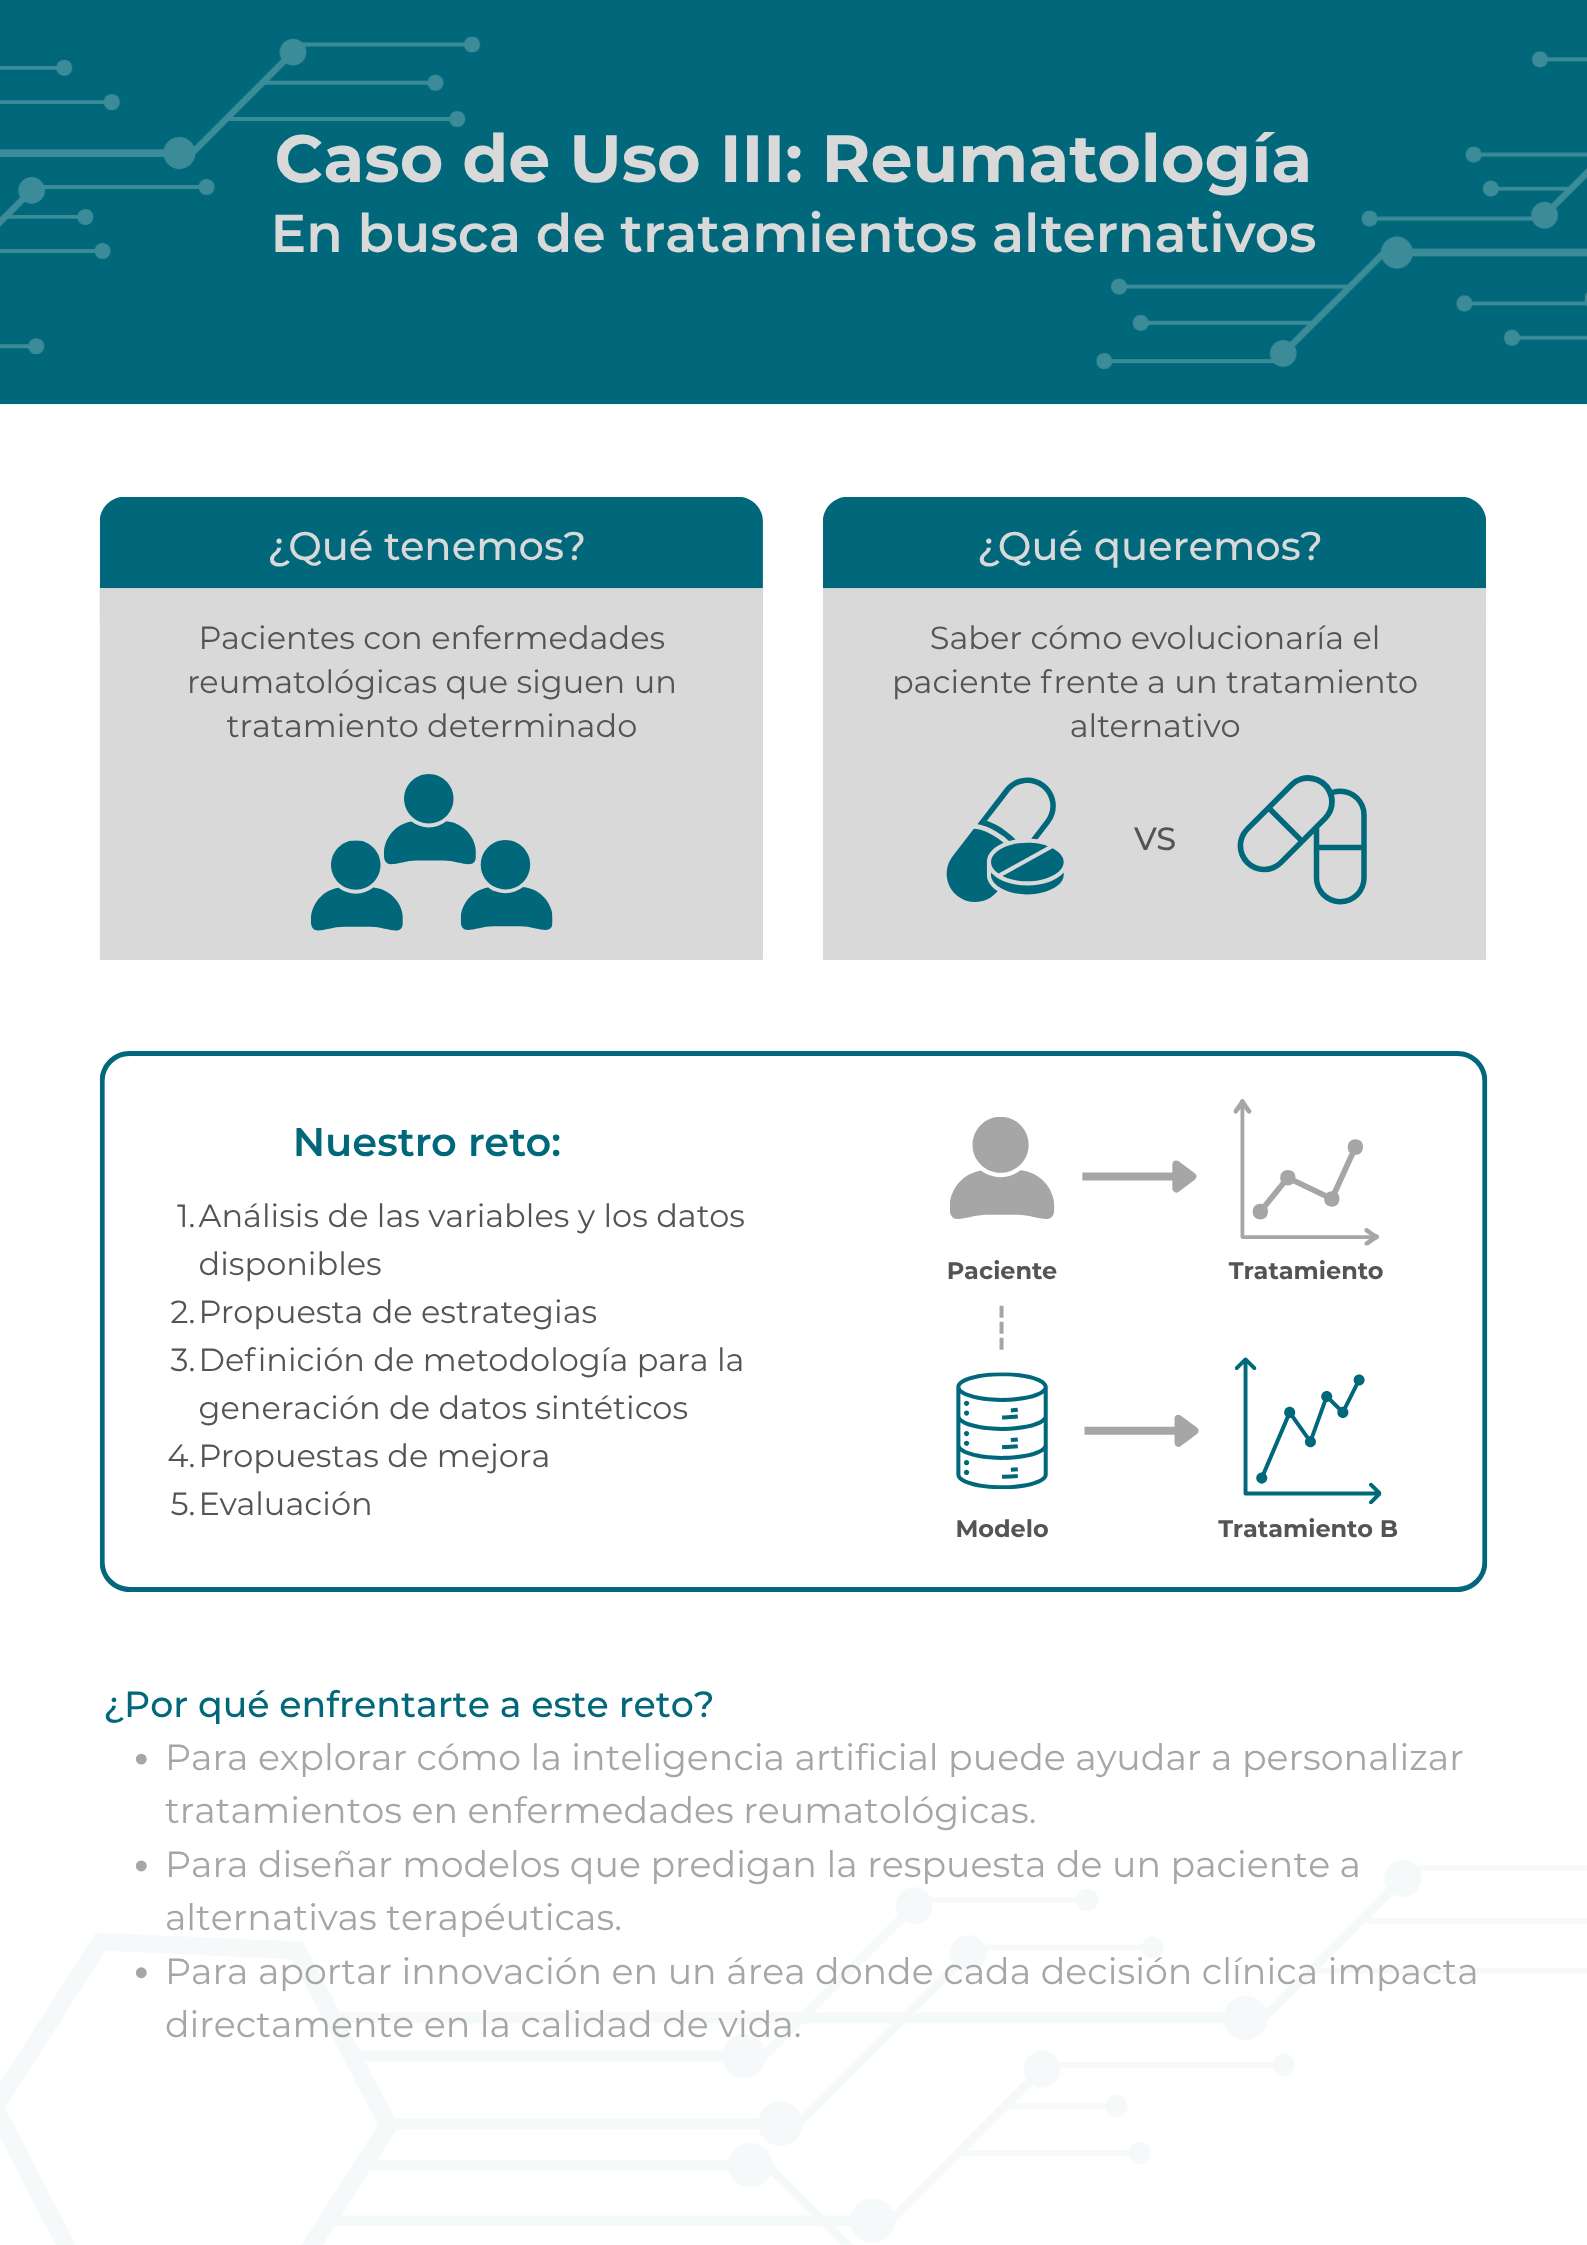 Caso de Uso III: Reumatología
En busca de tratamientos alternativos
¿Qué tenemos?
Pacientes con enfermedades
reumatológicas que siguen un
tratamiento determinado
¿Qué queremos?
Saber cómo evolucionaría el
paciente frente a un tratamiento
alternativo
VS
Nuestro reto:
1. Análisis de las variables y los datos
disponibles
2. Propuesta de estrategias
3. Definición de metodología para la
generación de datos sintéticos
4. Propuestas de mejora
5. Evaluación
Paciente
Tratamiento
Modelo
Tratamiento B
¿Por qué enfrentarte a este reto?
• Para explorar cómo la inteligencia artificial puede ayudar a personalizar
tratamientos en enfermedades reumatológicas.
• Para diseñar modelos que predigan la respuesta de un paciente a
alternativas terapéuticas.
• Para aportar innovación en un área donde cada decisión clínica impacta
directamente en la calidad de vida.